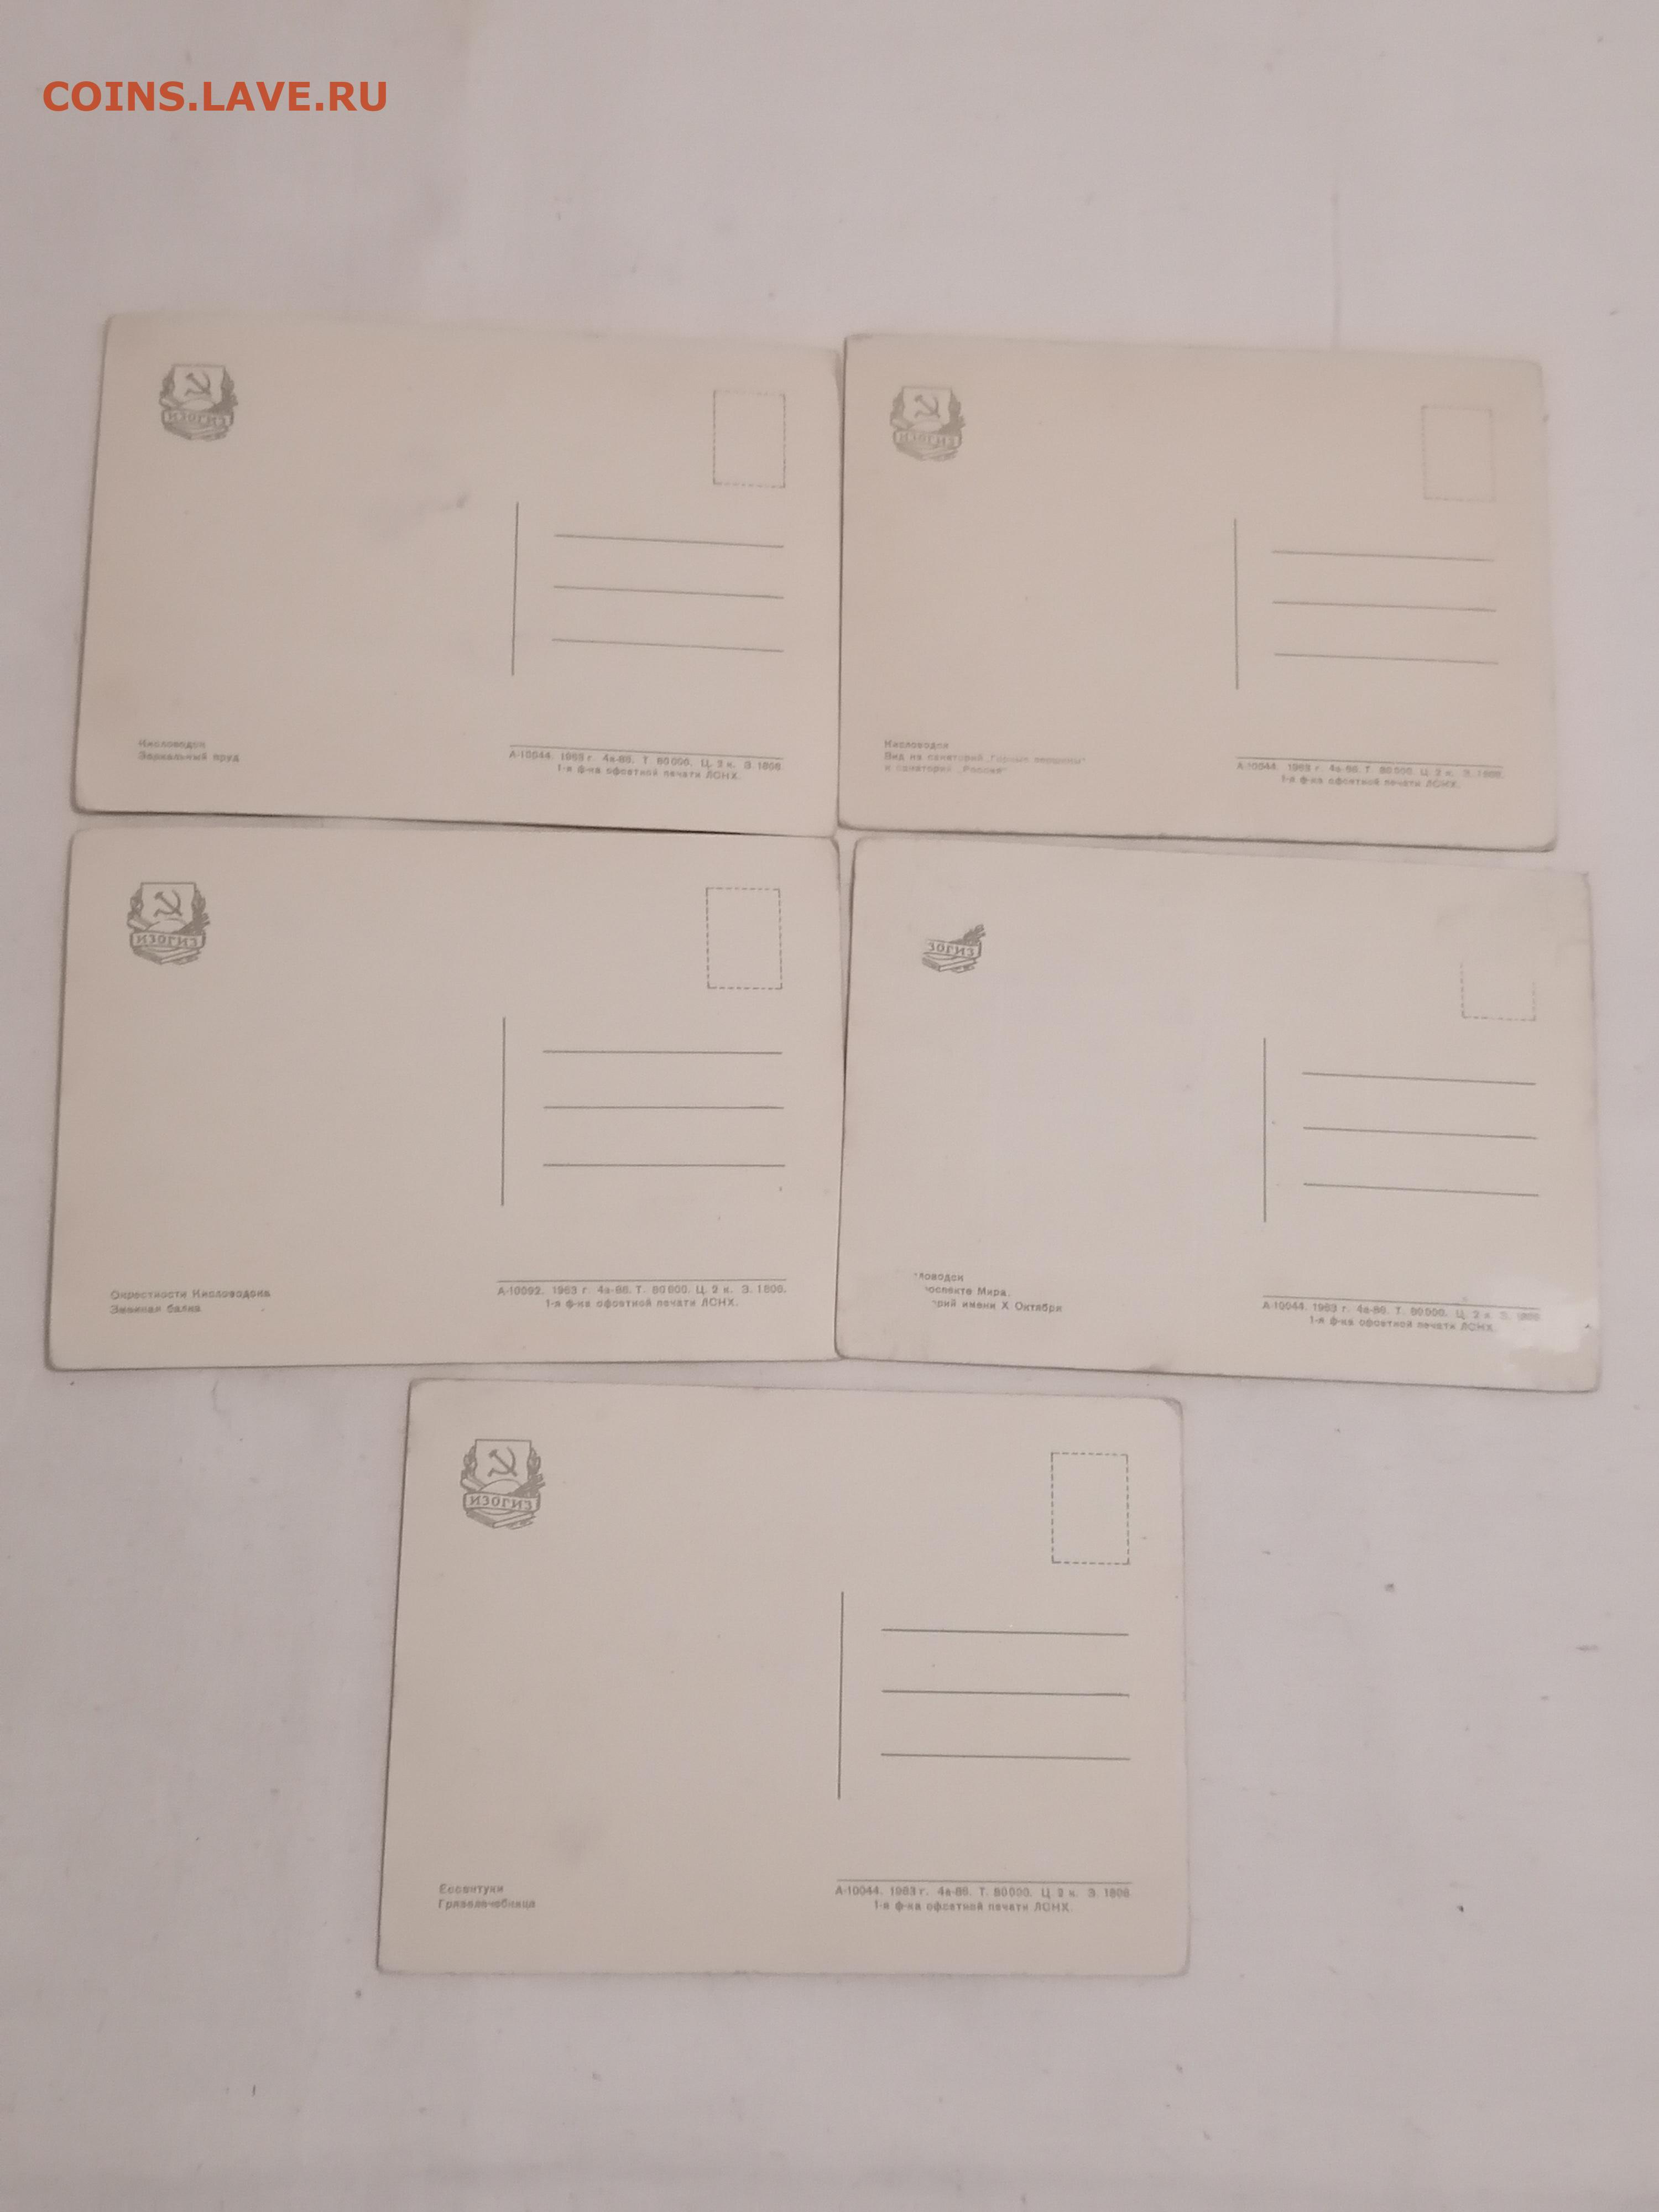 COINS.LAVE.RU
ИЗОГИЗ
Кисловодск
Зеркальный пруд
А-10044. 1963 г. 4а-86. Т. 80000. Ц. 2 к. З. 1806.
1-я ф-ка офсетной печати ЛСНХ.
ИЗОГИЗ
Кисловодск
Вид на санаторий „Горные вершины“
и санаторий „Россия“
А-10044. 1963 г. 4а-86. Т. 80000. Ц. 2 к. З. 1806.
1-я ф-ка офсетной печати ЛСНХ.
ИЗОГИЗ
Окрестности Кисловодска
Змеиная балка
А-10092. 1963 г. 4а-86. Т. 80000. Ц. 2 к. З. 1806.
1-я ф-ка офсетной печати ЛСНХ.
ЗОГИЗ
ловодск
роспекте Мира.
рий имени X Октября
А-10044. 1963 г. 4а-86. Т. 80000. Ц. 2 к. З. 1806
1-я ф-ка офсетной печати ЛСНХ.
ИЗОГИЗ
Ессентуки
Грязелечебница
А-10044. 1963 г. 4а-86. Т. 80000. Ц. 2 к. З. 1806
1-я ф-ка офсетной печати ЛСНХ.